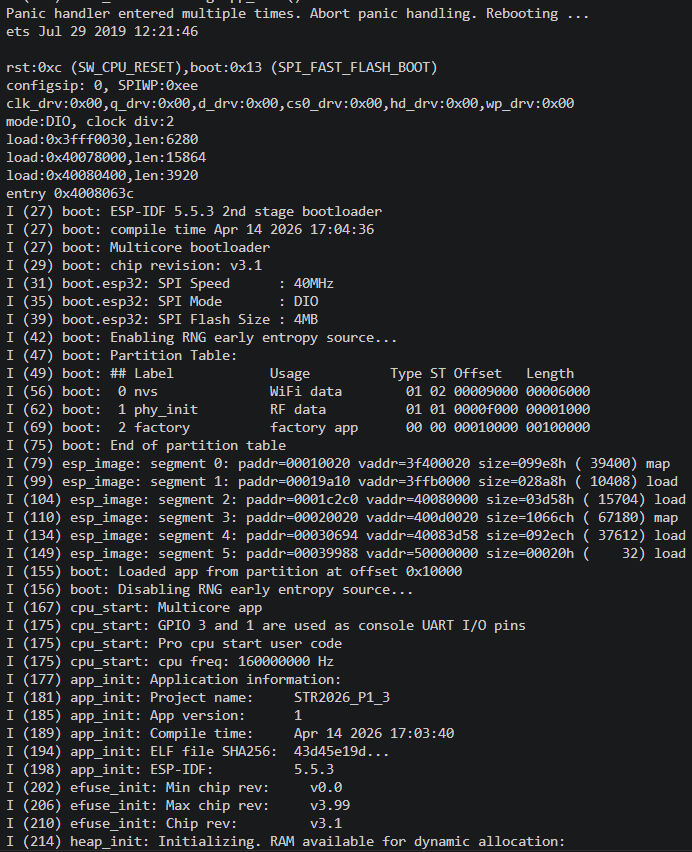 Panic handler entered multiple times. Abort panic handling. Rebooting ...
ets Jul 29 2019 12:21:46
rst:0xc (SW_CPU_RESET),boot:0x13 (SPI_FAST_FLASH_BOOT)
configsip: 0, SPIWP:0xee
clk_drv:0x00,q_drv:0x00,d_drv:0x00,cs0_drv:0x00,hd_drv:0x00,wp_drv:0x00
mode:DIO, clock div:2
load:0x3fff0030,len:6280
load:0x40078000,len:15864
load:0x40080400,len:3920
entry 0x4008063c
I (27) boot: ESP-IDF 5.5.3 2nd stage bootloader
I (27) boot: compile time Apr 14 2026 17:04:36
I (27) boot: Multicore bootloader
I (29) boot: chip revision: v3.1
I (31) boot.esp32: SPI Speed      : 40MHz
I (35) boot.esp32: SPI Mode       : DIO
I (39) boot.esp32: SPI Flash Size : 4MB
I (42) boot: Enabling RNG early entropy source...
I (47) boot: Partition Table:
I (49) boot: ## Label            Usage          Type ST Offset   Length
I (56) boot:  0 nvs              WiFi data        01 02 00009000 00006000
I (62) boot:  1 phy_init         RF data          01 01 0000f000 00001000
I (69) boot:  2 factory          factory app      00 00 00010000 00100000
I (75) boot: End of partition table
I (79) esp_image: segment 0: paddr=00010020 vaddr=3f400020 size=099e8h ( 39400) map
I (99) esp_image: segment 1: paddr=00019a10 vaddr=3ffb0000 size=028a8h ( 10408) load
I (104) esp_image: segment 2: paddr=0001c2c0 vaddr=40080000 size=03d58h ( 15704) load
I (110) esp_image: segment 3: paddr=00020020 vaddr=400d0020 size=1066ch ( 67180) map
I (134) esp_image: segment 4: paddr=00030694 vaddr=40083d58 size=092ech ( 37612) load
I (149) esp_image: segment 5: paddr=00039988 vaddr=50000000 size=00020h (    32) load
I (155) boot: Loaded app from partition at offset 0x10000
I (156) boot: Disabling RNG early entropy source...
I (167) cpu_start: Multicore app
I (175) cpu_start: GPIO 3 and 1 are used as console UART I/O pins
I (175) cpu_start: Pro cpu start user code
I (175) cpu_start: cpu freq: 160000000 Hz
I (177) app_init: Application information:
I (181) app_init: Project name:     STR2026_P1_3
I (185) app_init: App version:      1
I (189) app_init: Compile time:     Apr 14 2026 17:03:40
I (194) app_init: ELF file SHA256:  43d45e19d...
I (198) app_init: ESP-IDF:          5.5.3
I (202) efuse_init: Min chip rev:     v0.0
I (206) efuse_init: Max chip rev:     v3.99
I (210) efuse_init: Chip rev:         v3.1
I (214) heap_init: Initializing. RAM available for dynamic allocation: